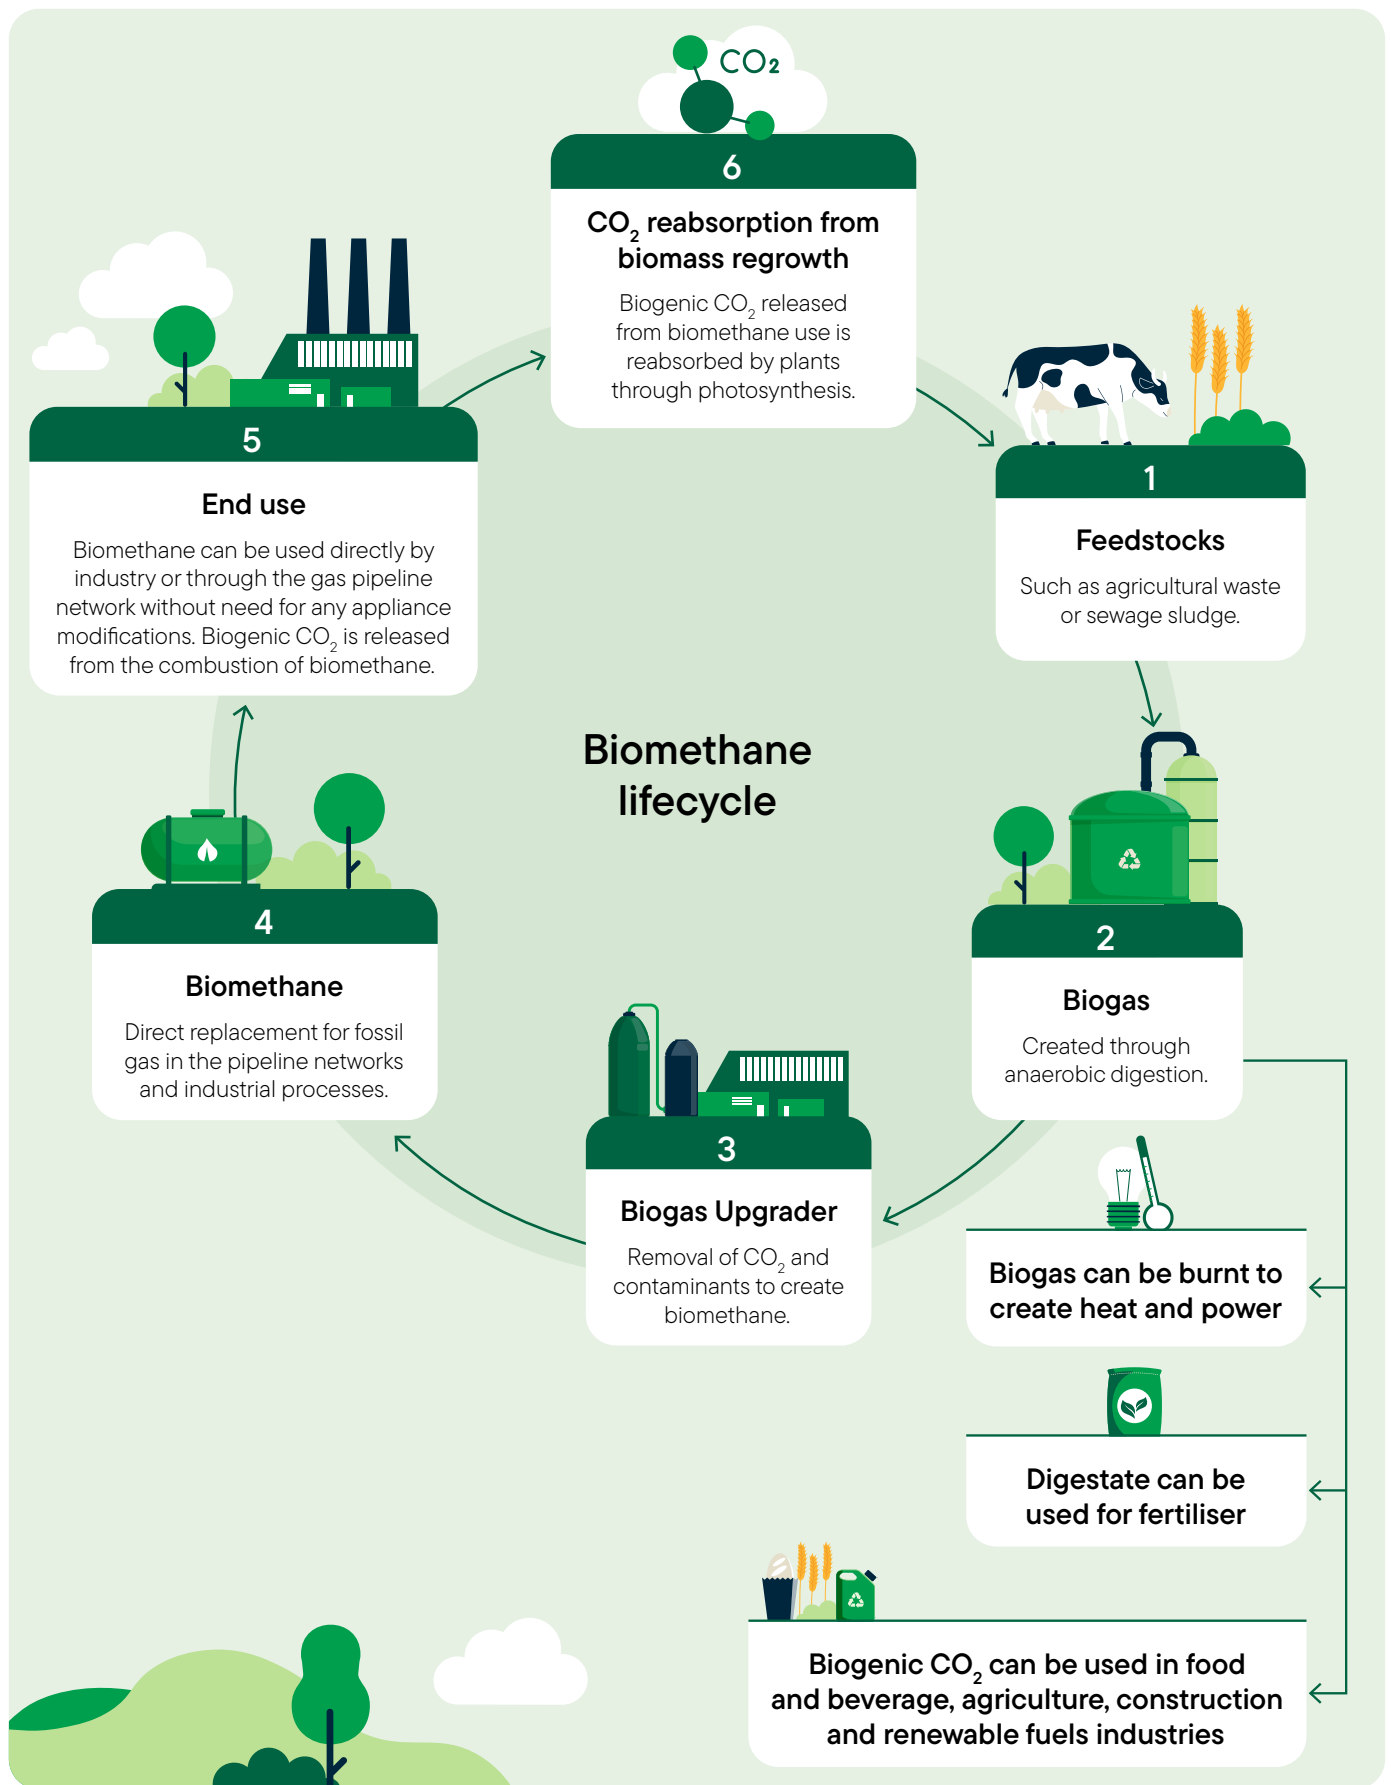 Biomethane
lifecycle
1
Feedstocks
Such as agricultural waste
or sewage sludge.
2
Biogas
Created through
anaerobic digestion.
Biogas can be burnt to
create heat and power
Digestate can be
used for fertiliser
Biogenic CO₂ can be used in food
and beverage, agriculture, construction
and renewable fuels industries
3
Biogas Upgrader
Removal of CO₂ and
contaminants to create
biomethane.
4
Biomethane
Direct replacement for fossil
gas in the pipeline networks
and industrial processes.
5
End use
Biomethane can be used directly by
industry or through the gas pipeline
network without need for any appliance
modifications. Biogenic CO₂ is released
from the combustion of biomethane.
CO₂
6
CO₂ reabsorption from
biomass regrowth
Biogenic CO₂ released
from biomethane use is
reabsorbed by plants
through photosynthesis.